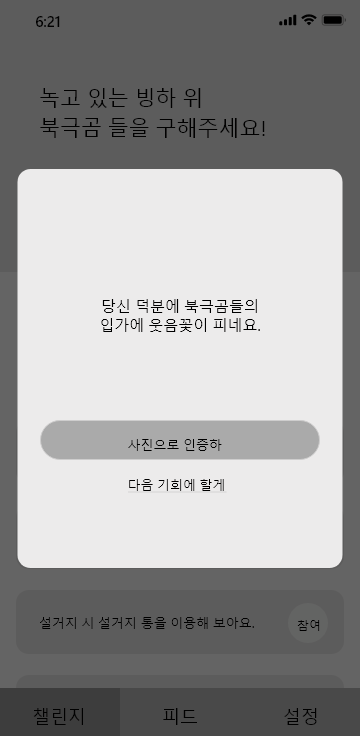 6:21
녹고 있는 빙하 위
북극곰 들을 구해주세요!
당신 덕분에 북극곰들의
입가에 웃음꽃이 피네요.
사진으로 인증하
다음 기회에 할게
설거지 시 설거지 통을 이용해 보아요.
참여
챌린지 피드 설정